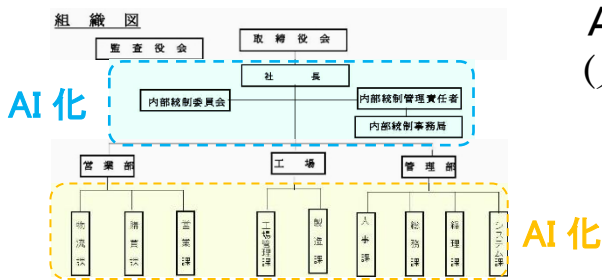 組織図
取締役会
監査役会
社長
内部統制委員会
内部統制管理責任者
内部統制事務局
AI化
営業部
工場
管理部
物流課
購買課
営業課
工場管理課
製造課
人事課
総務課
経理課
システム課
AI化